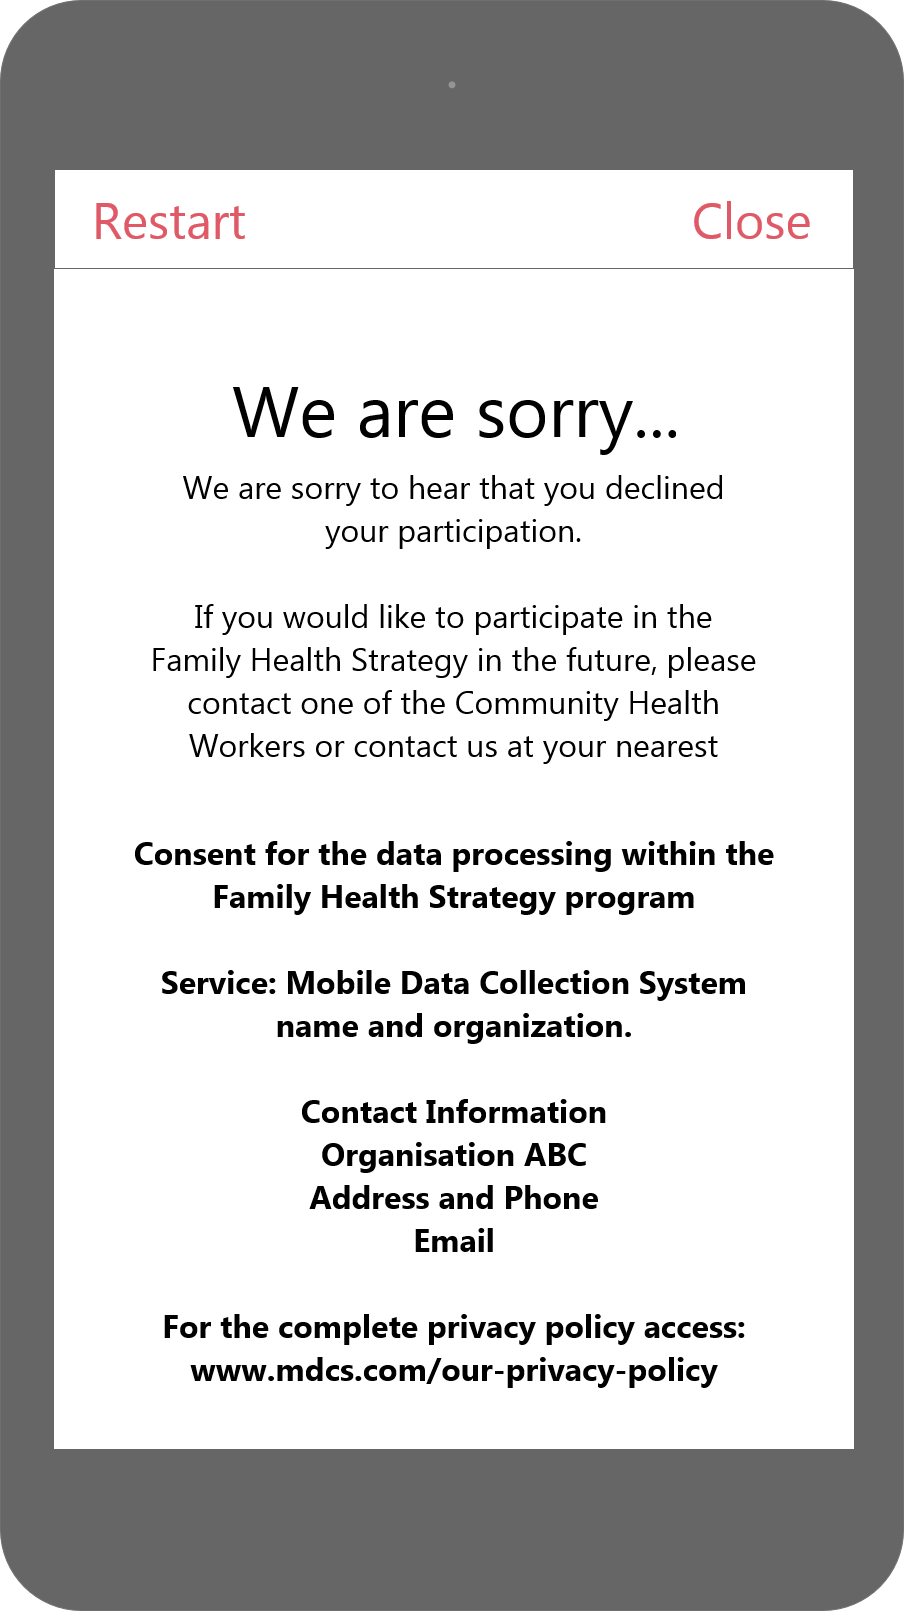 Restart
Close
We are sorry...
We are sorry to hear that you declined
your participation.
If you would like to participate in the
Family Health Strategy in the future, please
contact one of the Community Health
Workers or contact us at your nearest
Consent for the data processing within the
Family Health Strategy program
Service: Mobile Data Collection System
name and organization.
Contact Information
Organisation ABC
Address and Phone
Email
For the complete privacy policy access:
www.mdcs.com/our-privacy-policy